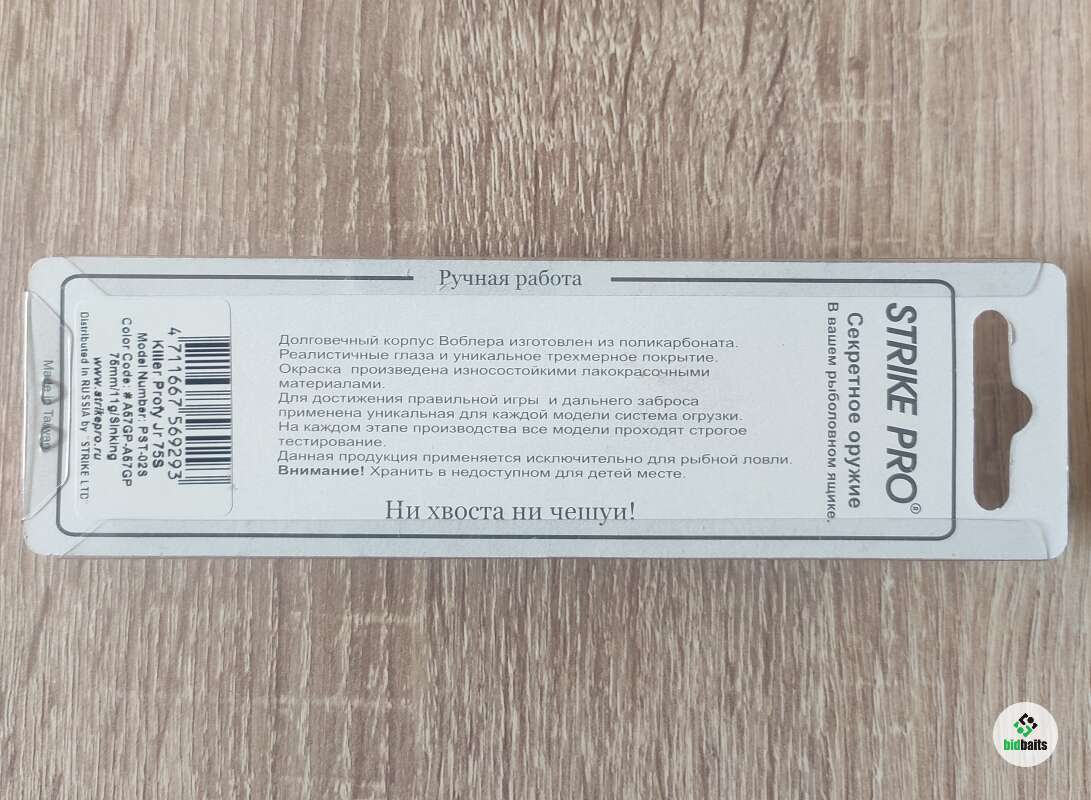 Ручная работа
STRIKE PRO®
Секретное оружие
В вашем рыболовном ящике.
Долговечный корпус Воблера изготовлен из поликарбоната.
Реалистичные глаза и уникальное трехмерное покрытие.
Окраска произведена износостойкими лакокрасочными
материалами.
Для достижения правильной игры и дальнего заброса
применена уникальная для каждой модели система огрузки.
На каждом этапе производства все модели проходят строгое
тестирование.
Данная продукция применяется исключительно для рыбной ловли.
Внимание! Хранить в недоступном для детей месте.
Ни хвоста ни чешуи!
4 711667 569293
Killer Profy Jr 75S
Model Number: PST-02S
Color Code: # A57GP-A57GP
75mm/11g/Sinking
www.strikepro.ru
Distributed in RUSSIA by STRIKE LTD
Made in Taiwan
bidbaits